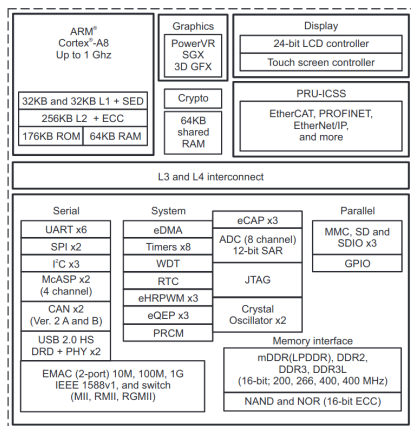 ARM®
Cortex®-A8
Up to 1 Ghz
32KB and 32KB L1 + SED
256KB L2 + ECC
176KB ROM
64KB RAM
Graphics
PowerVR
SGX
3D GFX
Crypto
64KB
shared
RAM
Display
24-bit LCD controller
Touch screen controller
PRU-ICSS
EtherCAT, PROFINET,
EtherNet/IP,
and more
L3 and L4 interconnect
Serial
UART x6
SPI x2
I²C x3
McASP x2
(4 channel)
CAN x2
(Ver. 2 A and B)
USB 2.0 HS
DRD + PHY x2
EMAC (2-port) 10M, 100M, 1G
IEEE 1588v1, and switch
(MII, RMII, RGMII)
System
eDMA
Timers x8
WDT
RTC
eHRPWM x3
eQEP x3
PRCM
eCAP x3
ADC (8 channel)
12-bit SAR
JTAG
Crystal
Oscillator x2
Parallel
MMC, SD and
SDIO x3
GPIO
Memory interface
mDDR(LPDDR), DDR2,
DDR3, DDR3L
(16-bit; 200, 266, 400, 400 MHz)
NAND and NOR (16-bit ECC)